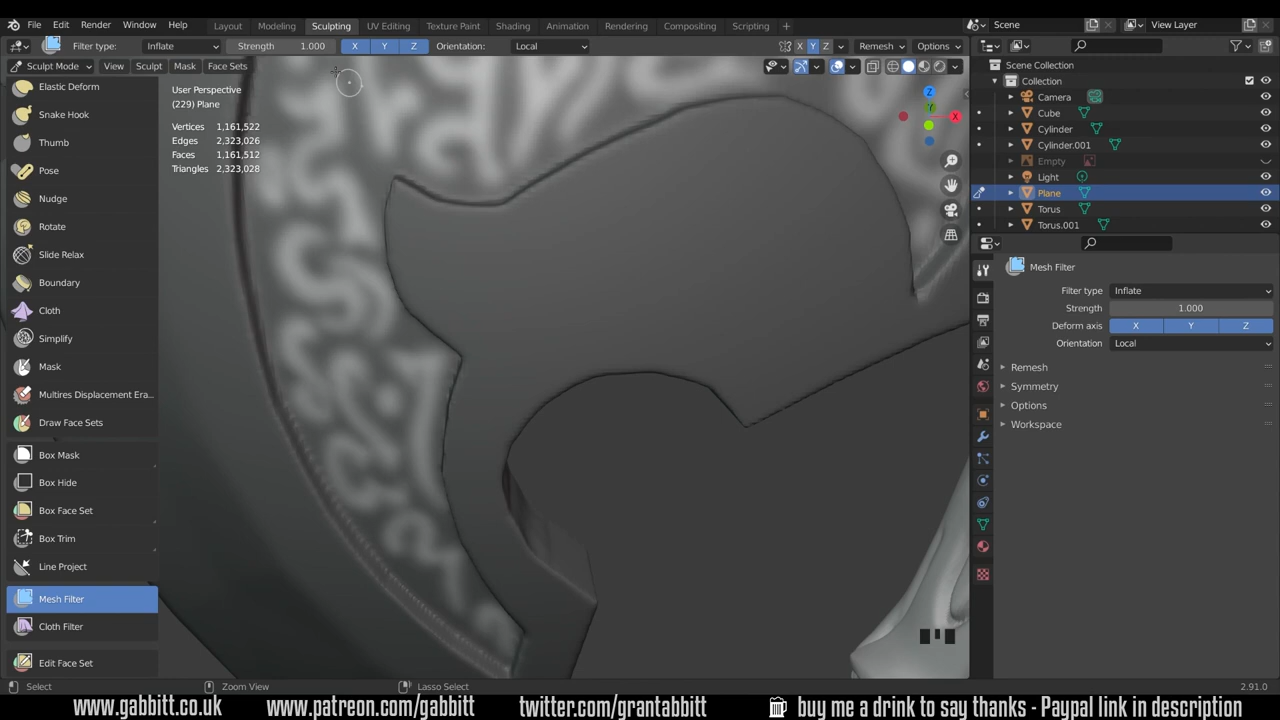 File Edit Render Window Help
Layout Modeling Sculpting UV Editing Texture Paint Shading Animation Rendering Compositing Scripting +
Scene
View Layer
Filter type: Inflate Strength 1.000 X Y Z Orientation: Local X Y Z Remesh Options
Sculpt Mode View Sculpt Mask Face Sets
Elastic Deform
Snake Hook
Thumb
Pose
Nudge
Rotate
Slide Relax
Boundary
Cloth
Simplify
Mask
Multires Displacement Era...
Draw Face Sets
Box Mask
Box Hide
Box Face Set
Box Trim
Line Project
Mesh Filter
Cloth Filter
Edit Face Set
User Perspective
(229) Plane
Vertices 1,161,522
Edges 2,323,026
Faces 1,161,512
Triangles 2,323,028
Z
Y
X
Scene Collection
Collection
Camera
Cube
Cylinder
Cylinder.001
Empty
Light
Plane
Torus
Torus.001
Mesh Filter
Filter type Inflate
Strength 1.000
Deform axis X Y Z
Orientation Local
Remesh
Symmetry
Options
Workspace
Select Zoom View Lasso Select 2.91.0
www.gabbitt.co.uk www.patreon.com/gabbitt twitter.com/grantabbitt buy me a drink to say thanks - Paypal link in description